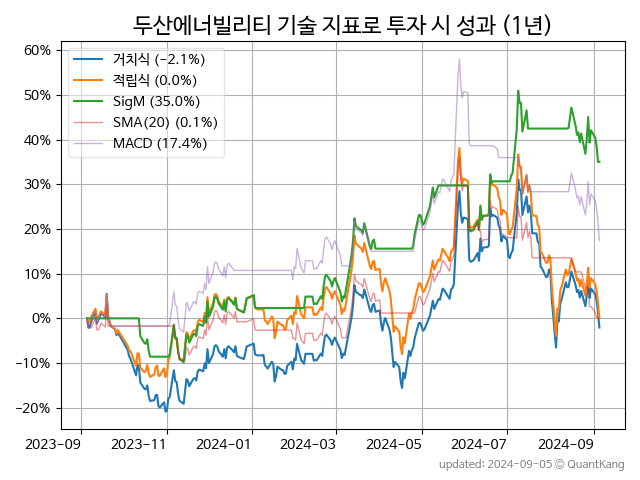 두산에너빌리티 기술 지표로 투자 시 성과 (1년)
60%
50%
40%
30%
20%
10%
0%
−10%
−20%
거치식 (−2.1%)
적립식 (0.0%)
SigM (35.0%)
SMA(20) (0.1%)
MACD (17.4%)
2023-09 2023-11 2024-01 2024-03 2024-05 2024-07 2024-09
updated: 2024-09-05 © QuantKang